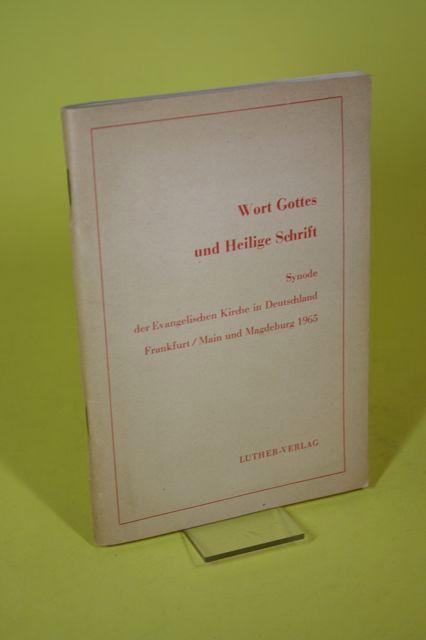 Wort Gottes
und Heilige Schrift
Synode
der Evangelischen Kirche in Deutschland
Frankfurt/Main und Magdeburg 1965
LUTHER-VERLAG